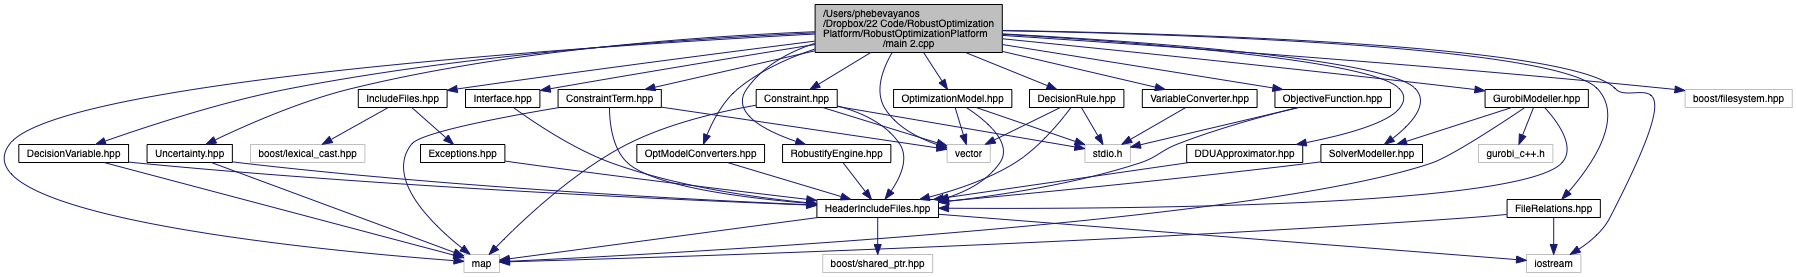 /Users/phebevayanos
/Dropbox/22 Code/RobustOptimization
Platform/RobustOptimizationPlatform
/main 2.cpp
IncludeFiles.hpp
Interface.hpp
ConstraintTerm.hpp
Constraint.hpp
OptimizationModel.hpp
DecisionRule.hpp
VariableConverter.hpp
ObjectiveFunction.hpp
GurobiModeller.hpp
boost/filesystem.hpp
DecisionVariable.hpp
Uncertainty.hpp
boost/lexical_cast.hpp
Exceptions.hpp
OptModelConverters.hpp
RobustifyEngine.hpp
vector
stdio.h
DDUApproximator.hpp
SolverModeller.hpp
gurobi_c++.h
HeaderIncludeFiles.hpp
FileRelations.hpp
map
boost/shared_ptr.hpp
iostream